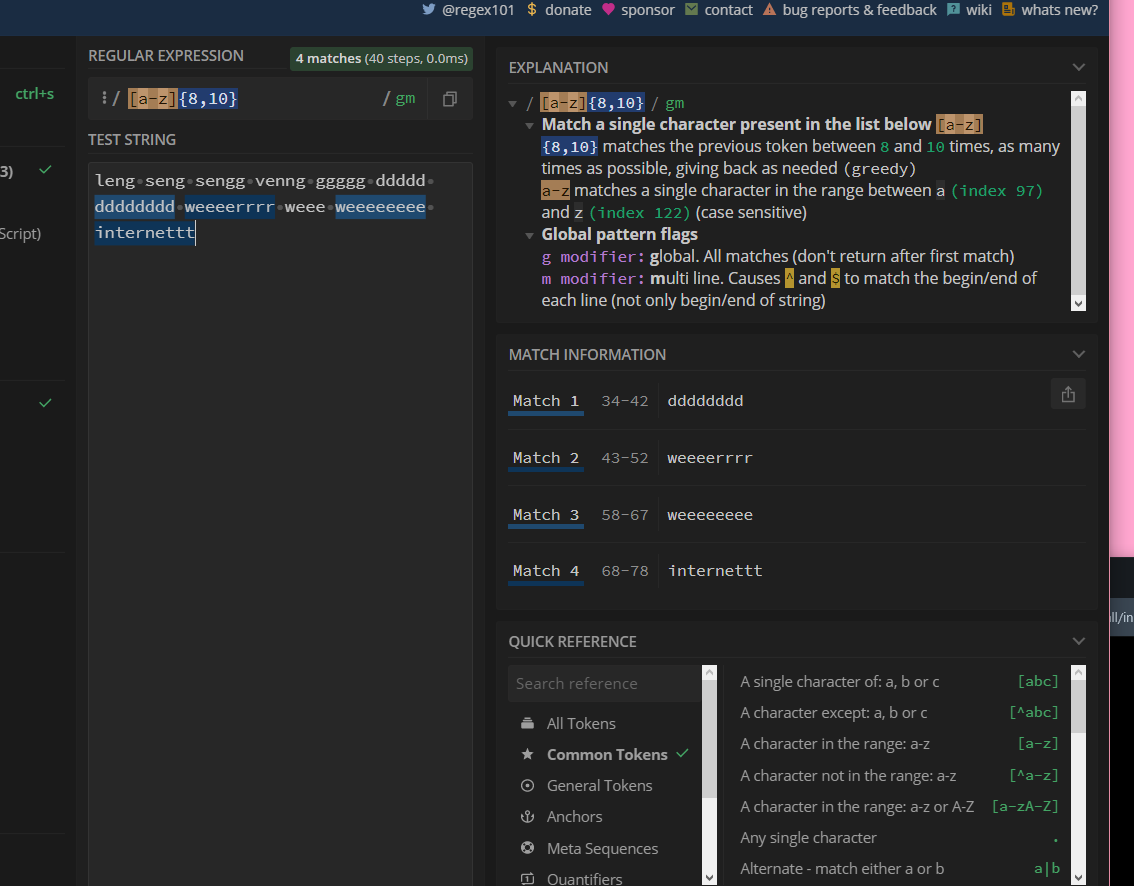 @regex101 $ donate sponsor contact bug reports & feedback wiki whats new?
ctrl+s
3)
Script)
REGULAR EXPRESSION
4 matches (40 steps, 0.0ms)
/ [a-z]{8,10} / gm
TEST STRING
leng·seng·sengg·venng·ggggg·ddddd·
dddddddd·weeeerrrr·weee·weeeeeeee·
internettt
EXPLANATION
/ [a-z]{8,10} / gm
Match a single character present in the list below [a-z]
{8,10} matches the previous token between 8 and 10 times, as many
times as possible, giving back as needed (greedy)
a-z matches a single character in the range between a (index 97)
and z (index 122) (case sensitive)
Global pattern flags
g modifier: global. All matches (don't return after first match)
m modifier: multi line. Causes ^ and $ to match the begin/end of
each line (not only begin/end of string)
MATCH INFORMATION
Match 1 34-42 dddddddd
Match 2 43-52 weeeerrrr
Match 3 58-67 weeeeeeee
Match 4 68-78 internettt
QUICK REFERENCE
Search reference
All Tokens
Common Tokens
General Tokens
Anchors
Meta Sequences
Quantifiers
A single character of: a, b or c [abc]
A character except: a, b or c [^abc]
A character in the range: a-z [a-z]
A character not in the range: a-z [^a-z]
A character in the range: a-z or A-Z [a-zA-Z]
Any single character .
Alternate - match either a or b a|b
ll/in